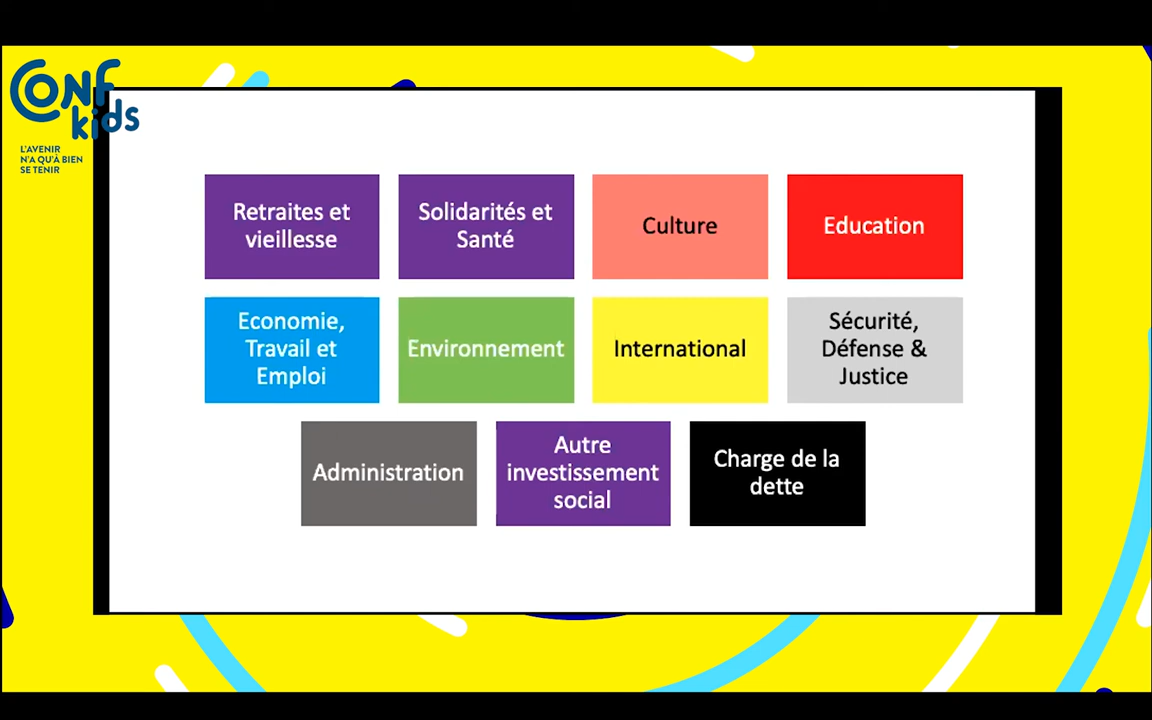 CONF
kids
L'AVENIR
N'A QU'À BIEN
SE TENIR
Retraites et
vieillesse
Solidarités et
Santé
Culture
Education
Economie,
Travail et
Emploi
Environnement
International
Sécurité,
Défense &
Justice
Administration
Autre
investissement
social
Charge de la
dette